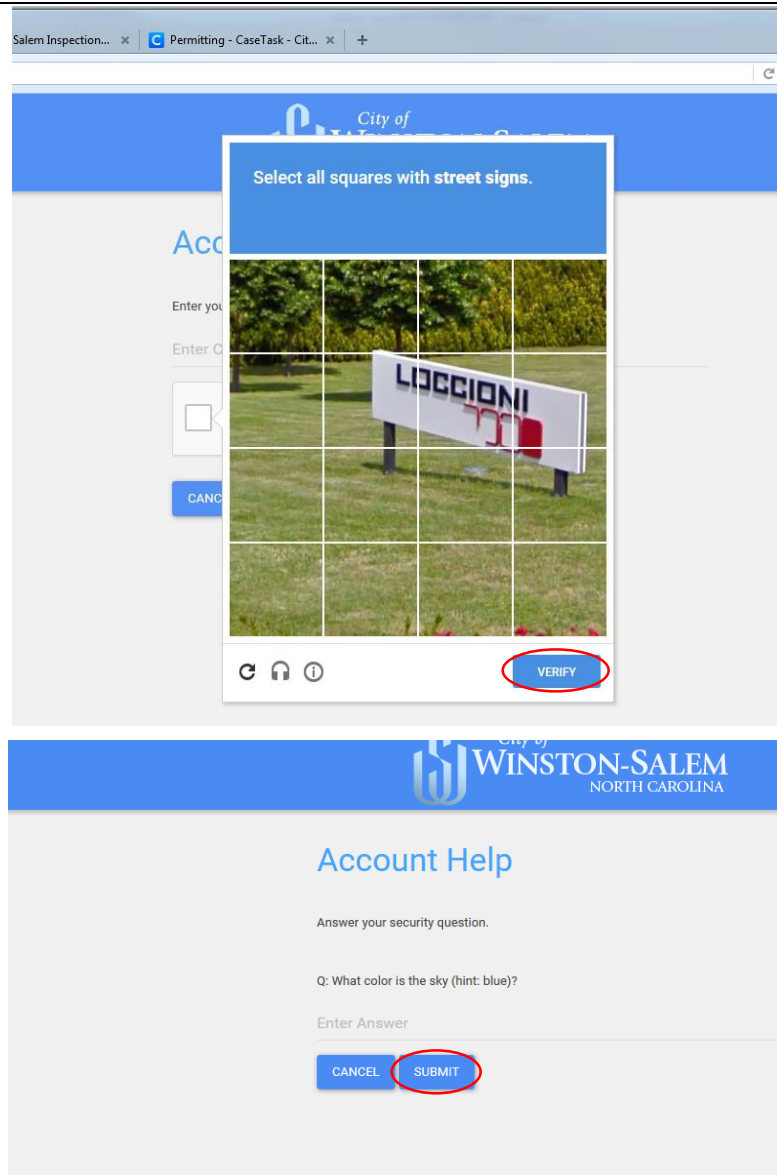 Salem Inspection... × C Permitting - CaseTask - Cit... × +
City of
Select all squares with street signs.
Acc
Enter you
Enter C
LOCCIONI
CANC
VERIFY
City of
WINSTON-SALEM
NORTH CAROLINA
Account Help
Answer your security question.
Q: What color is the sky (hint: blue)?
Enter Answer
CANCEL SUBMIT